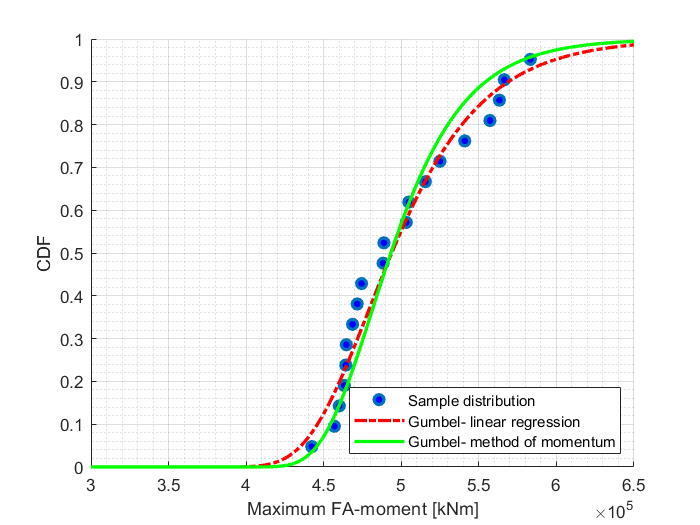 1
0.9
0.8
0.7
0.6
0.5
0.4
0.3
0.2
0.1
0
CDF
Sample distribution
Gumbel- linear regression
Gumbel- method of momentum
3 3.5 4 4.5 5 5.5 6 6.5
Maximum FA-moment [kNm]
×10⁵